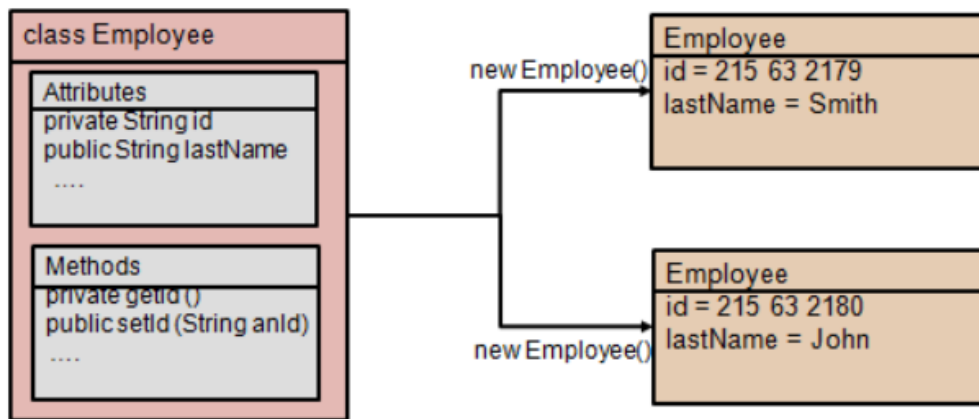 class Employee
Attributes
private String id
public String lastName
....
Methods
private getId ()
public setId (String anId)
....
new Employee()
Employee
id = 215 63 2179
lastName = Smith
new Employee()
Employee
id = 215 63 2180
lastName = John